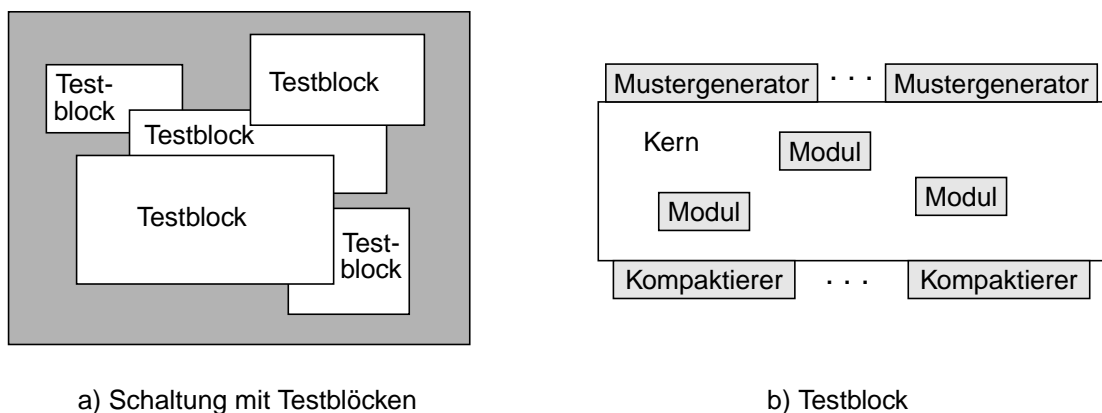 Test-
block
Testblock
Testblock
Testblock
Test-
block
Mustergenerator . . . Mustergenerator
Kern
Modul
Modul
Modul
Kompaktierer . . . Kompaktierer
a) Schaltung mit Testblöcken
b) Testblock